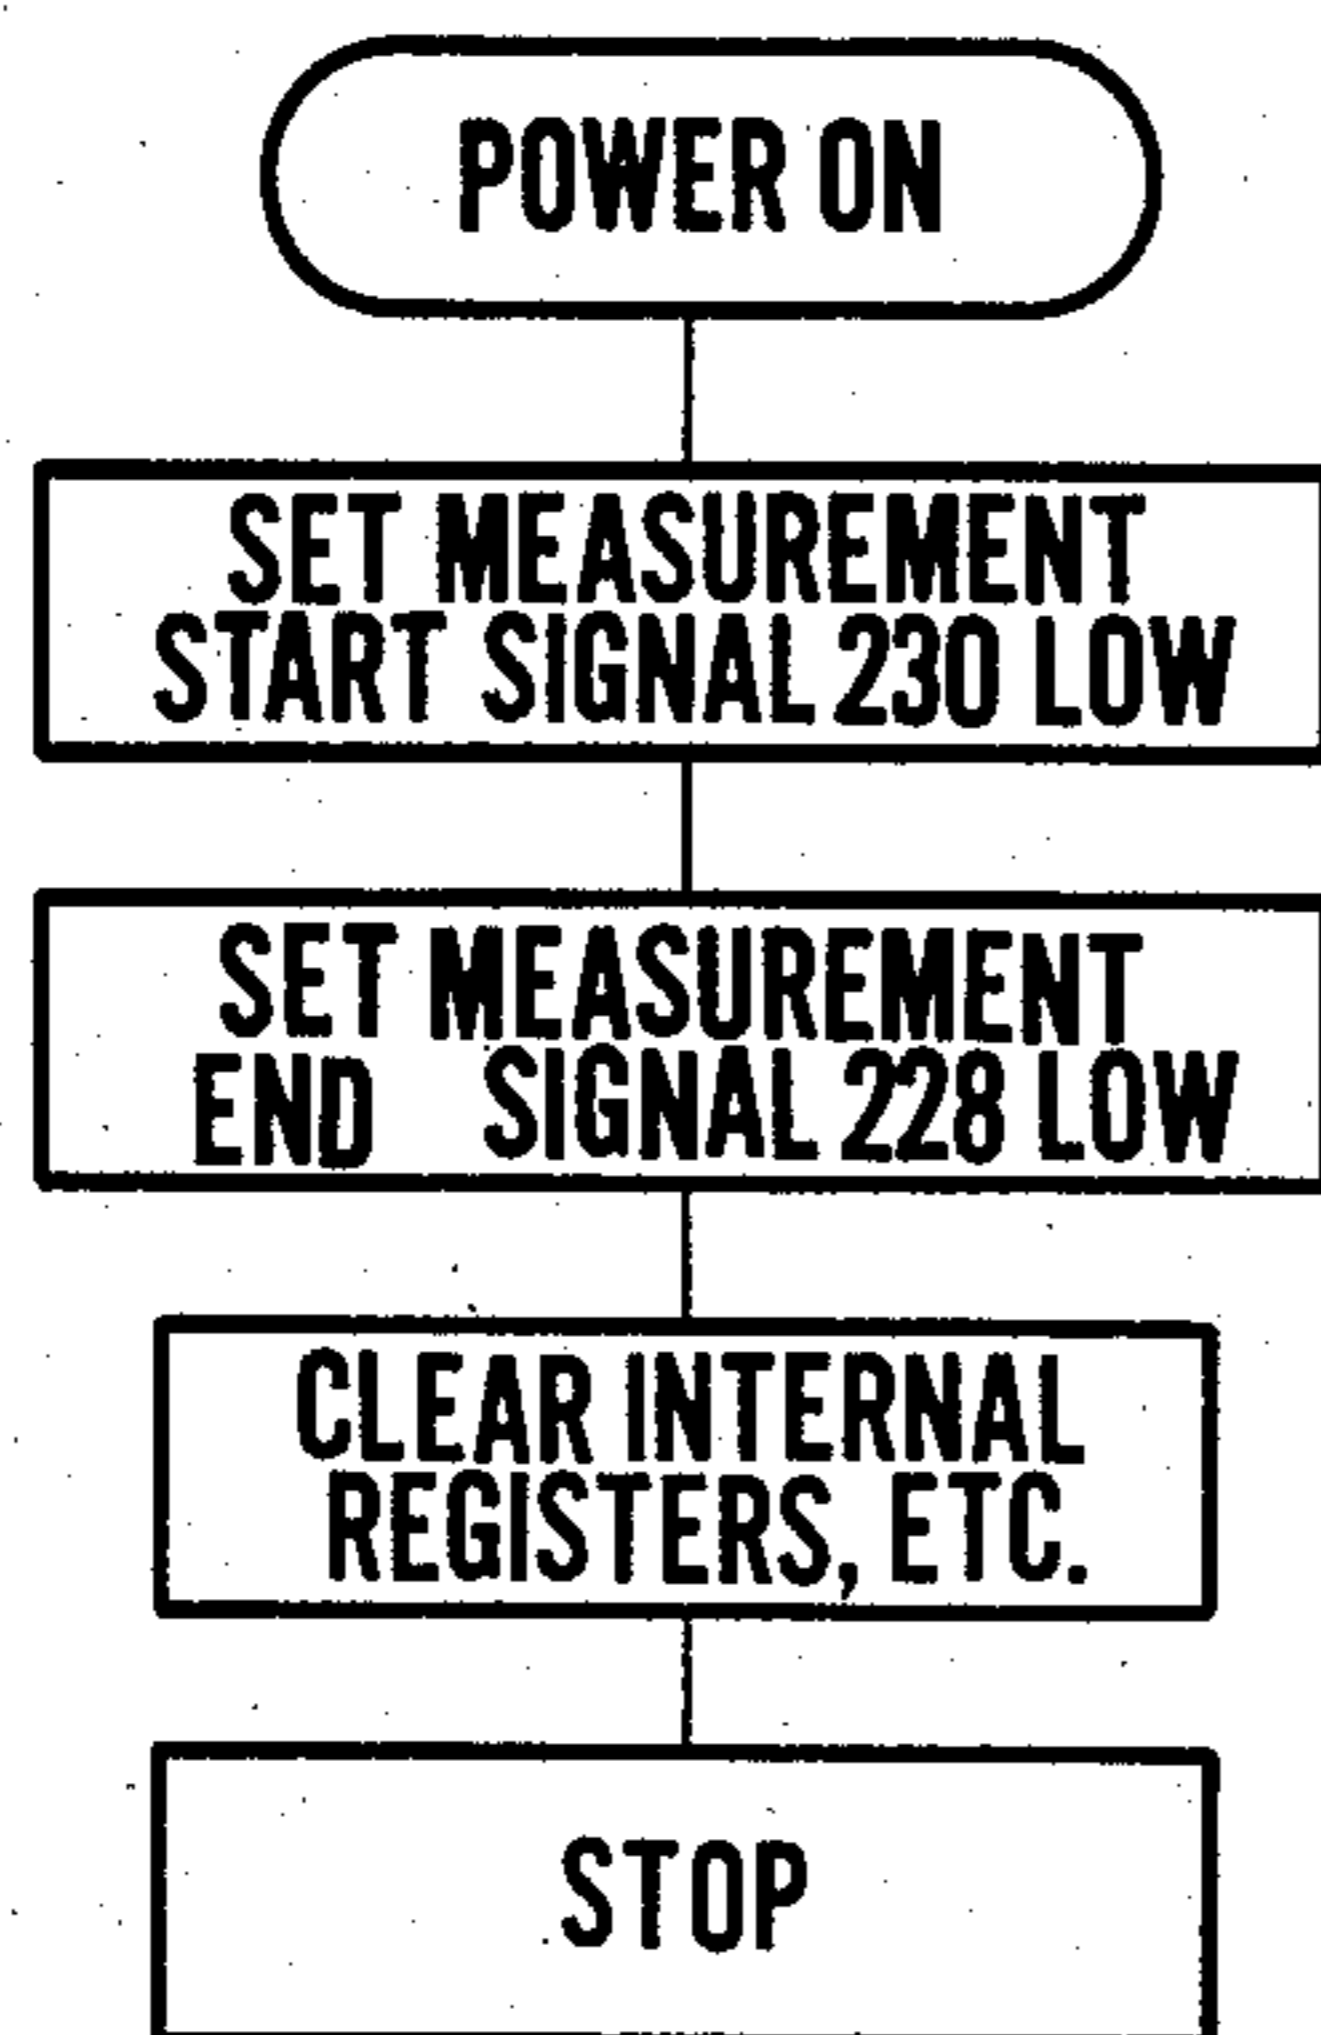 POWER ON
SET MEASUREMENT
START SIGNAL 230 LOW
SET MEASUREMENT
END SIGNAL 228 LOW
CLEAR INTERNAL
REGISTERS, ETC.
STOP